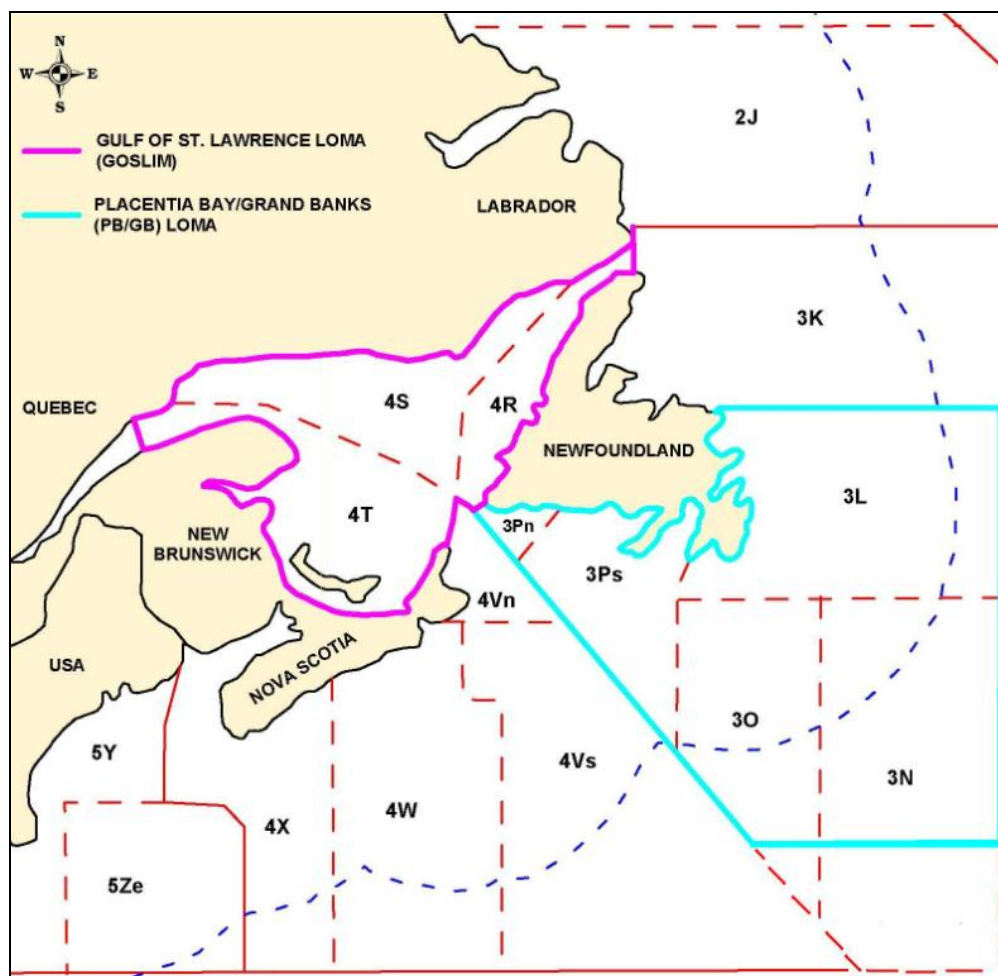 N
W E
S
GULF OF ST. LAWRENCE LOMA
(GOSLIM)
PLACENTIA BAY/GRAND BANKS
(PB/GB) LOMA
2J
LABRADOR
3K
QUEBEC
4S
4R
NEWFOUNDLAND
3L
4T
3Pn
NEW
BRUNSWICK
3Ps
4Vn
USA
NOVA SCOTIA
3O
5Y
4Vs
3N
4X
4W
5Ze